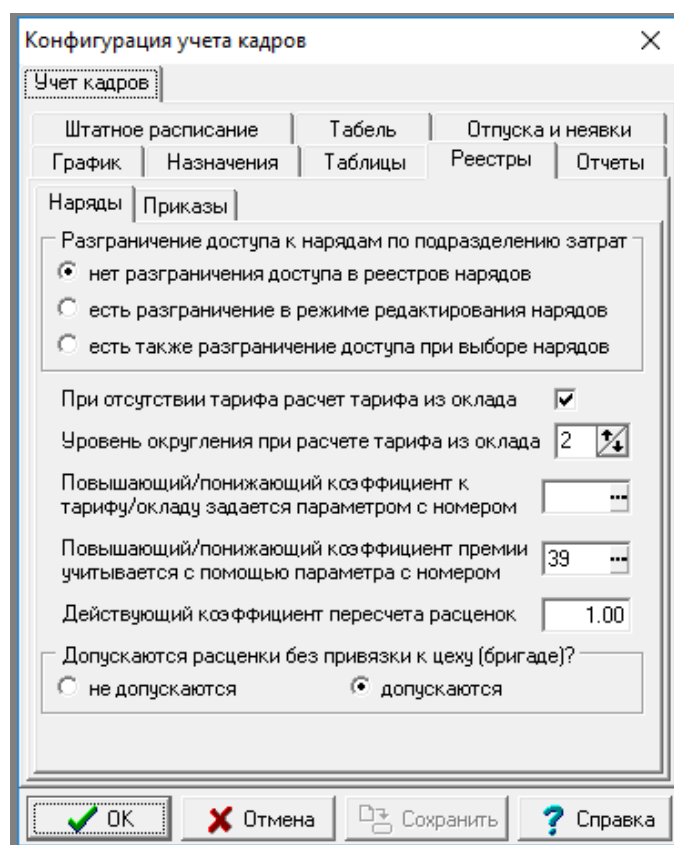 Конфигурация учета кадров
Учет кадров
Штатное расписание Табель Отпуска и неявки
График Назначения Таблицы Реестры Отчеты
Наряды Приказы
Разграничение доступа к нарядам по подразделению затрат
нет разграничения доступа в реестров нарядов
есть разграничение в режиме редактирования нарядов
есть также разграничение доступа при выборе нарядов
При отсутствии тарифа расчет тарифа из оклада
Уровень округления при расчете тарифа из оклада 2
Повышающий/понижающий коэффициент к
тарифу/окладу задается параметром с номером ...
Повышающий/понижающий коэффициент премии
учитывается с помощью параметра с номером 39 ...
Действующий коэффициент пересчета расценок 1.00
Допускаются расценки без привязки к цеху (бригаде)?
не допускаются допускаются
OK Отмена Сохранить ? Справка